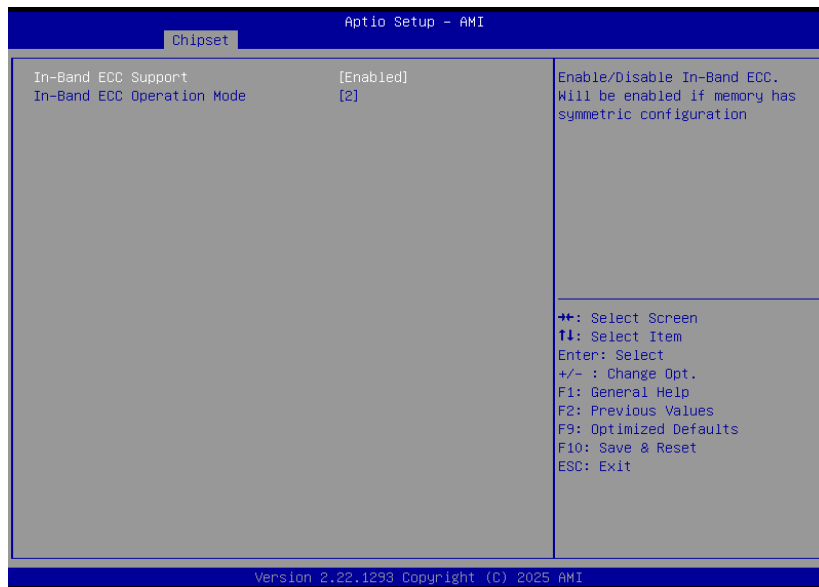 Aptio Setup – AMI
Chipset
In-Band ECC Support [Enabled]
In-Band ECC Operation Mode [2]
Enable/Disable In-Band ECC.
Will be enabled if memory has
symmetric configuration
→←: Select Screen
↑↓: Select Item
Enter: Select
+/- : Change Opt.
F1: General Help
F2: Previous Values
F9: Optimized Defaults
F10: Save & Reset
ESC: Exit
Version 2.22.1293 Copyright (C) 2025 AMI